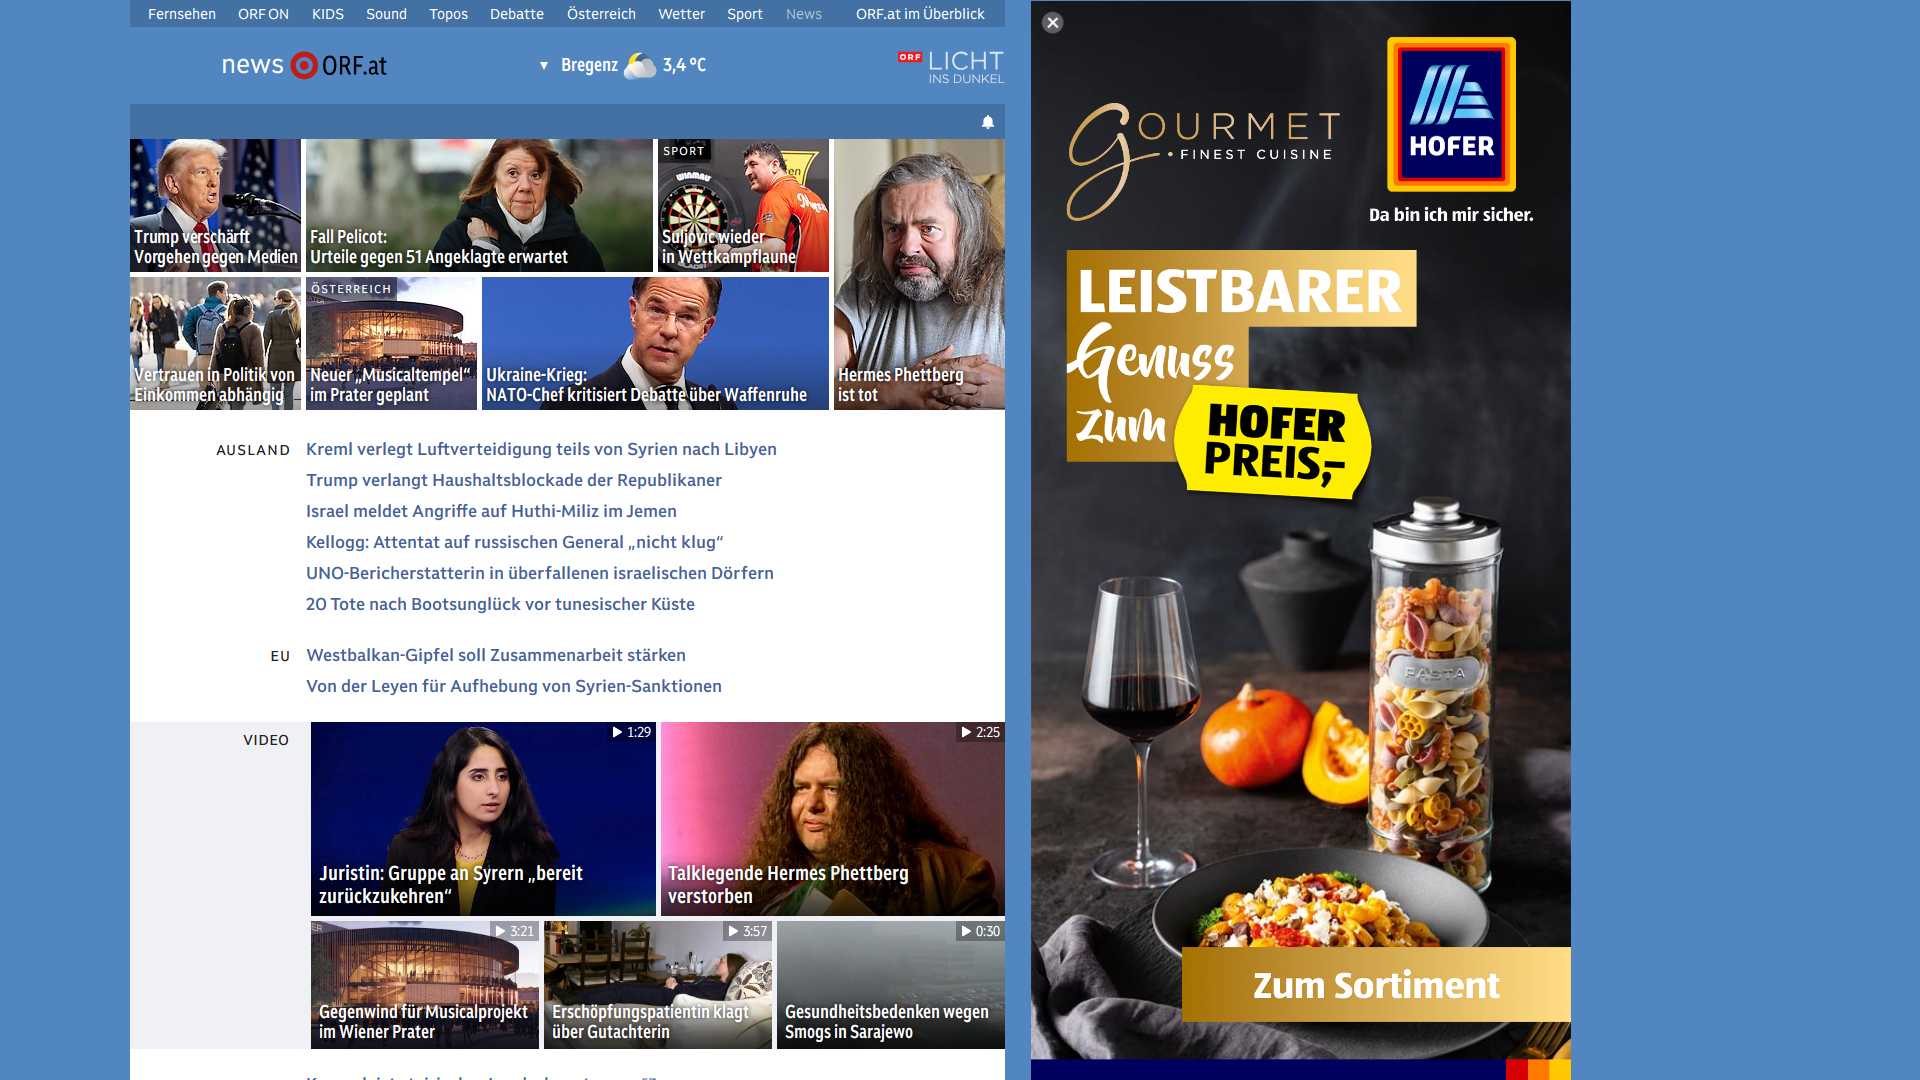 Fernsehen ORF ON KIDS Sound Topos Debatte Österreich Wetter Sport News ORF.at im Überblick
news ORF.at
Bregenz 3,4 °C
ORF LICHT
INS DUNKEL
Trump verschärft
Vorgehen gegen Medien
Fall Pelicot:
Urteile gegen 51 Angeklagte erwartet
SPORT
WINMAU
Suljovic wieder
in Wettkampflaune
Hermes Phettberg
ist tot
Vertrauen in Politik von
Einkommen abhängig
ÖSTERREICH
Neuer „Musicaltempel“
im Prater geplant
Ukraine-Krieg:
NATO-Chef kritisiert Debatte über Waffenruhe
AUSLAND
Kreml verlegt Luftverteidigung teils von Syrien nach Libyen
Trump verlangt Haushaltsblockade der Republikaner
Israel meldet Angriffe auf Huthi-Miliz im Jemen
Kellogg: Attentat auf russischen General „nicht klug“
UNO-Bericherstatterin in überfallenen israelischen Dörfern
20 Tote nach Bootsunglück vor tunesischer Küste
EU
Westbalkan-Gipfel soll Zusammenarbeit stärken
Von der Leyen für Aufhebung von Syrien-Sanktionen
VIDEO
1:29
Juristin: Gruppe an Syrern „bereit
zurückzukehren“
2:25
Talklegende Hermes Phettberg
verstorben
3:21
Gegenwind für Musicalprojekt
im Wiener Prater
3:57
Erschöpfungspatientin klagt
über Gutachterin
0:30
Gesundheitsbedenken wegen
Smogs in Sarajewo
GOURMET
FINEST CUISINE
HOFER
Da bin ich mir sicher.
LEISTBARER
Genuss
zum
HOFER
PREIS,-
PASTA
Zum Sortiment